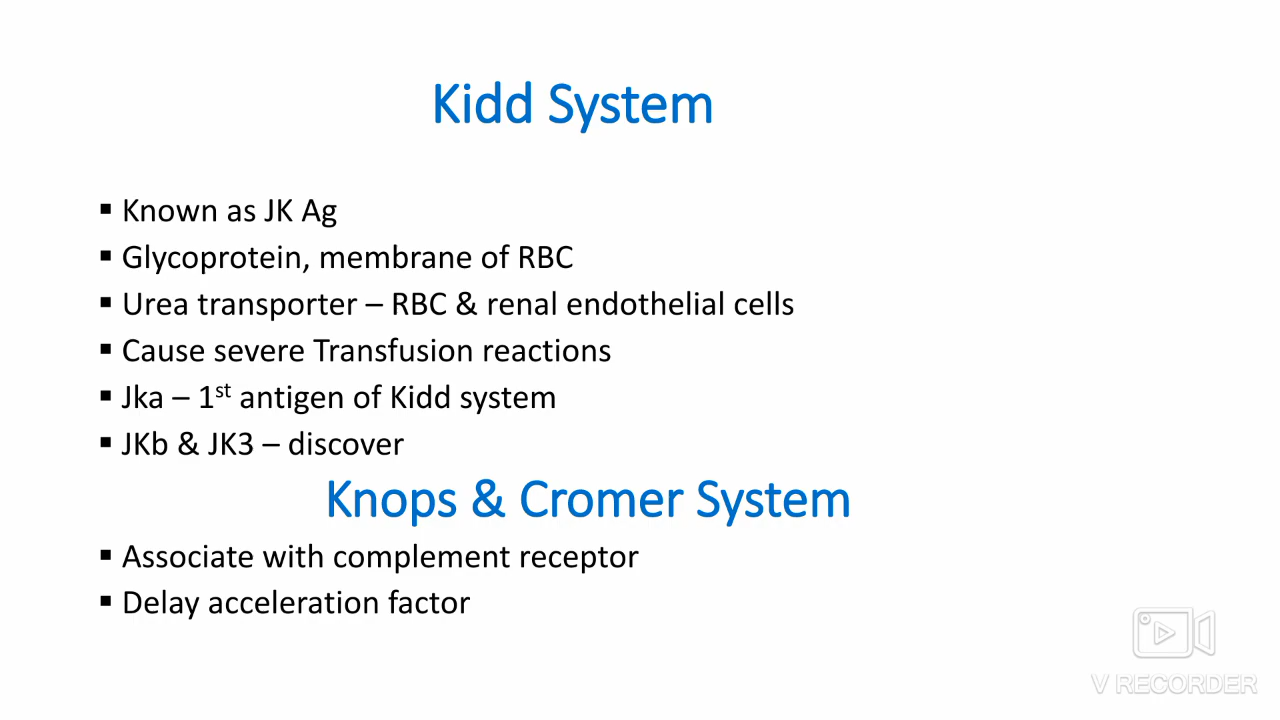 Kidd System
▪ Known as JK Ag
▪ Glycoprotein, membrane of RBC
▪ Urea transporter – RBC & renal endothelial cells
▪ Cause severe Transfusion reactions
▪ Jka – 1st antigen of Kidd system
▪ JKb & JK3 – discover
Knops & Cromer System
▪ Associate with complement receptor
▪ Delay acceleration factor
V RECORDER